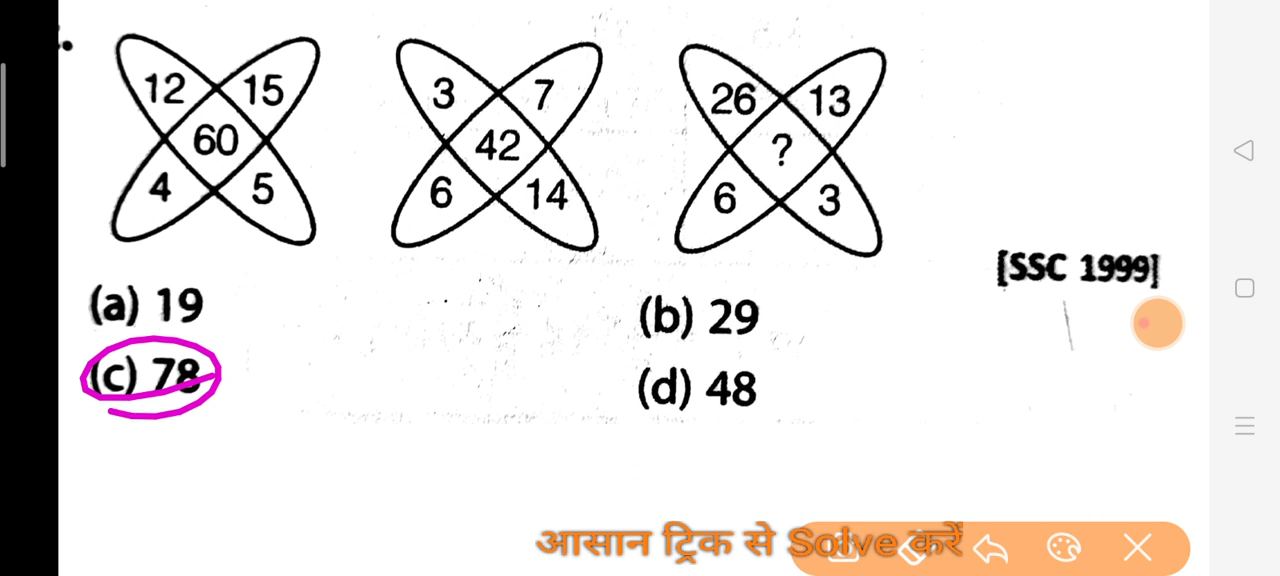 12 15 3 7 26 13
60 42 ?
4 5 6 14 6 3
[SSC 1999]
(a) 19 (b) 29
(c) 78 (d) 48
आसान ट्रिक से Solve करें